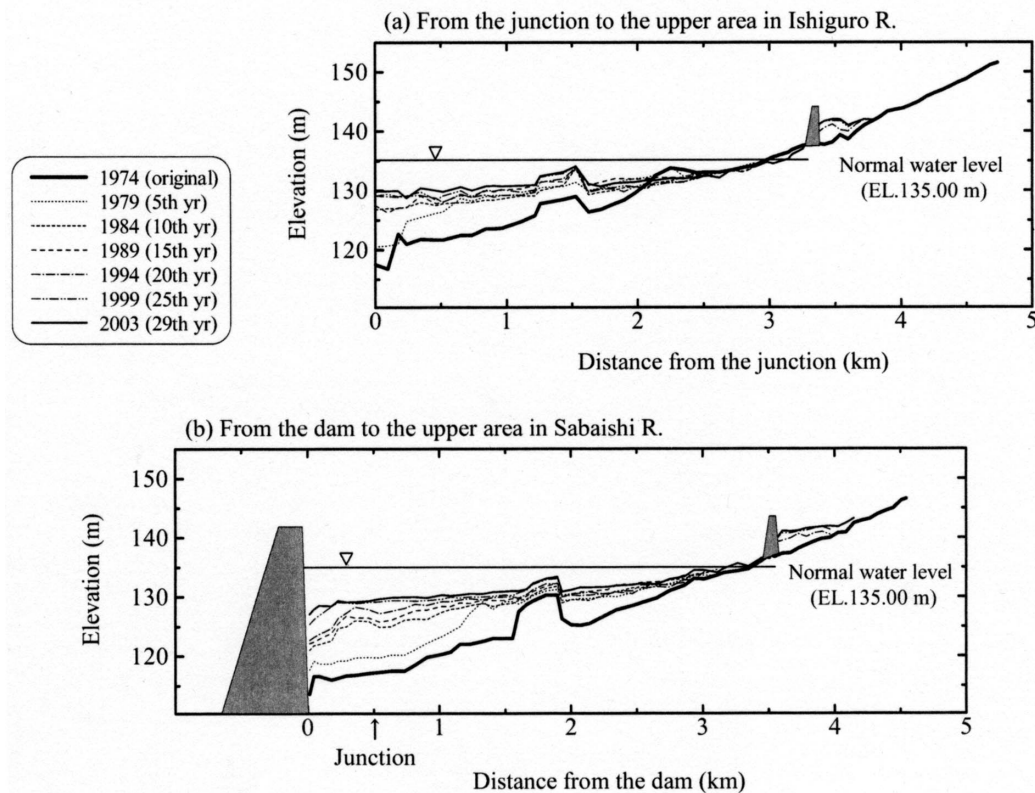 (a) From the junction to the upper area in Ishiguro R.
150
140
130
120
Elevation (m)
Normal water level
(EL.135.00 m)
0 1 2 3 4 5
Distance from the junction (km)
1974 (original)
1979 (5th yr)
1984 (10th yr)
1989 (15th yr)
1994 (20th yr)
1999 (25th yr)
2003 (29th yr)
(b) From the dam to the upper area in Sabaishi R.
150
140
130
120
Elevation (m)
Normal water level
(EL.135.00 m)
0 1 2 3 4 5
Junction
Distance from the dam (km)